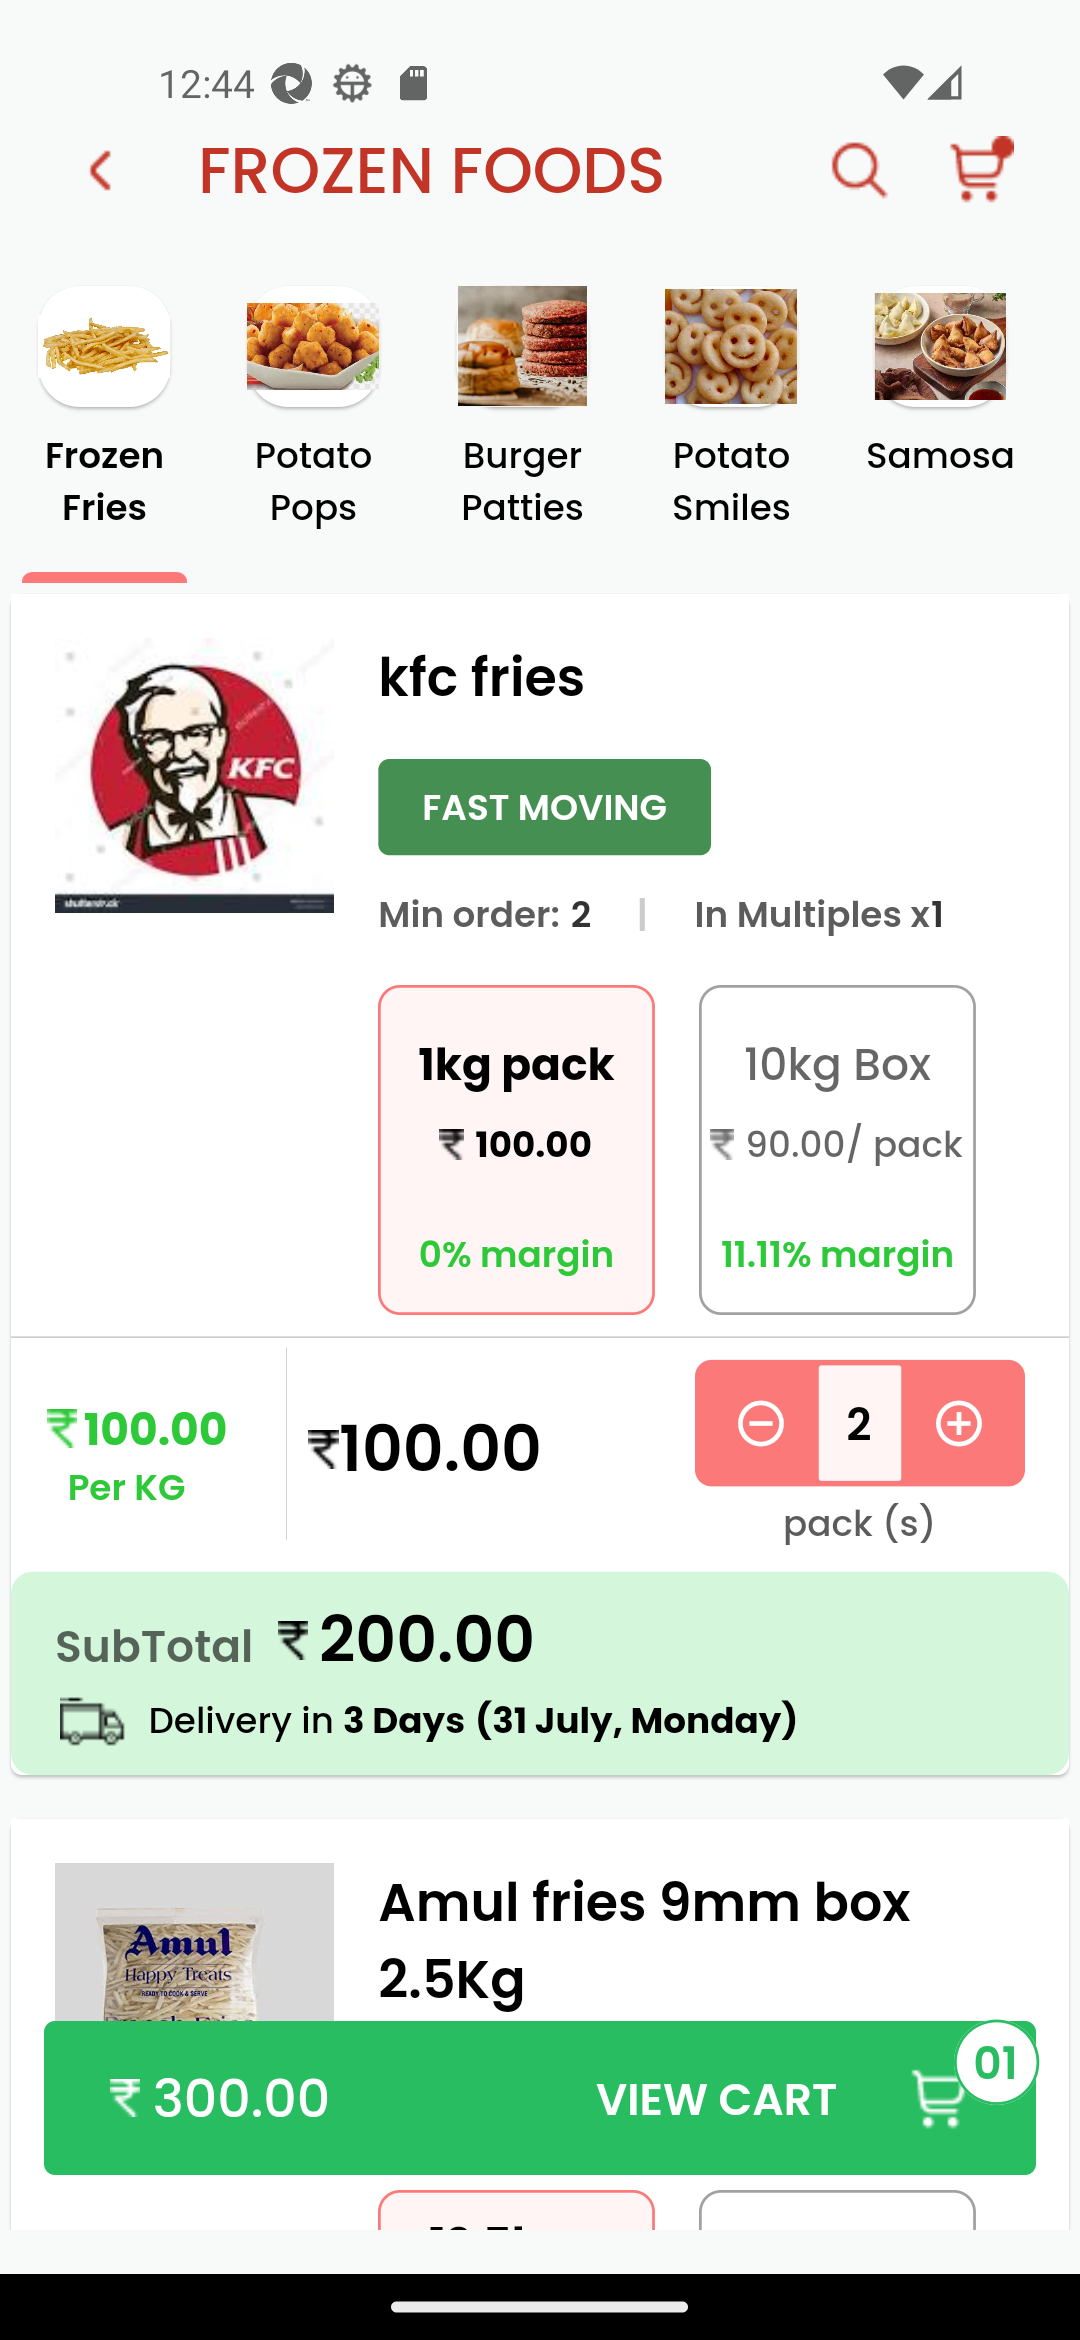 12:44
FROZEN FOODS
Frozen
Fries
Potato
Pops
Burger
Patties
Potato
Smiles
Samosa
KFC
shutterstock
kfc fries
FAST MOVING
Min order: 2 | In Multiples x1
1kg pack
₹ 100.00
0% margin
10kg Box
₹ 90.00/ pack
11.11% margin
₹100.00
Per KG
₹100.00
2
pack (s)
SubTotal ₹200.00
Delivery in 3 Days (31 July, Monday)
Amul
Happy Treats
READY TO COOK & SERVE
Amul fries 9mm box
2.5Kg
₹ 300.00
VIEW CART
01